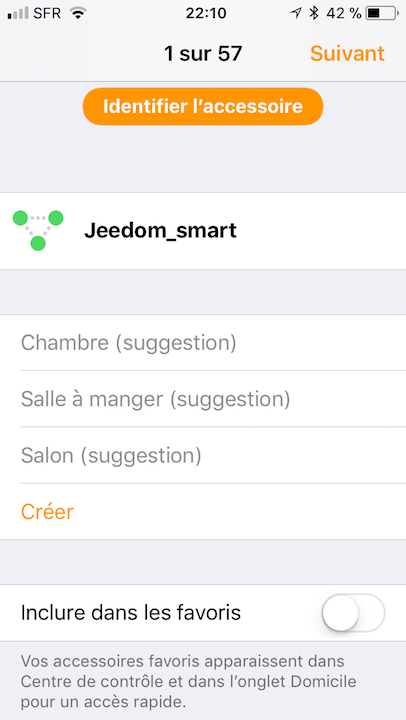 SFR 22:10 42 %
1 sur 57 Suivant
Identifier l’accessoire
Jeedom_smart
Chambre (suggestion)
Salle à manger (suggestion)
Salon (suggestion)
Créer
Inclure dans les favoris
Vos accessoires favoris apparaissent dans
Centre de contrôle et dans l’onglet Domicile
pour un accès rapide.